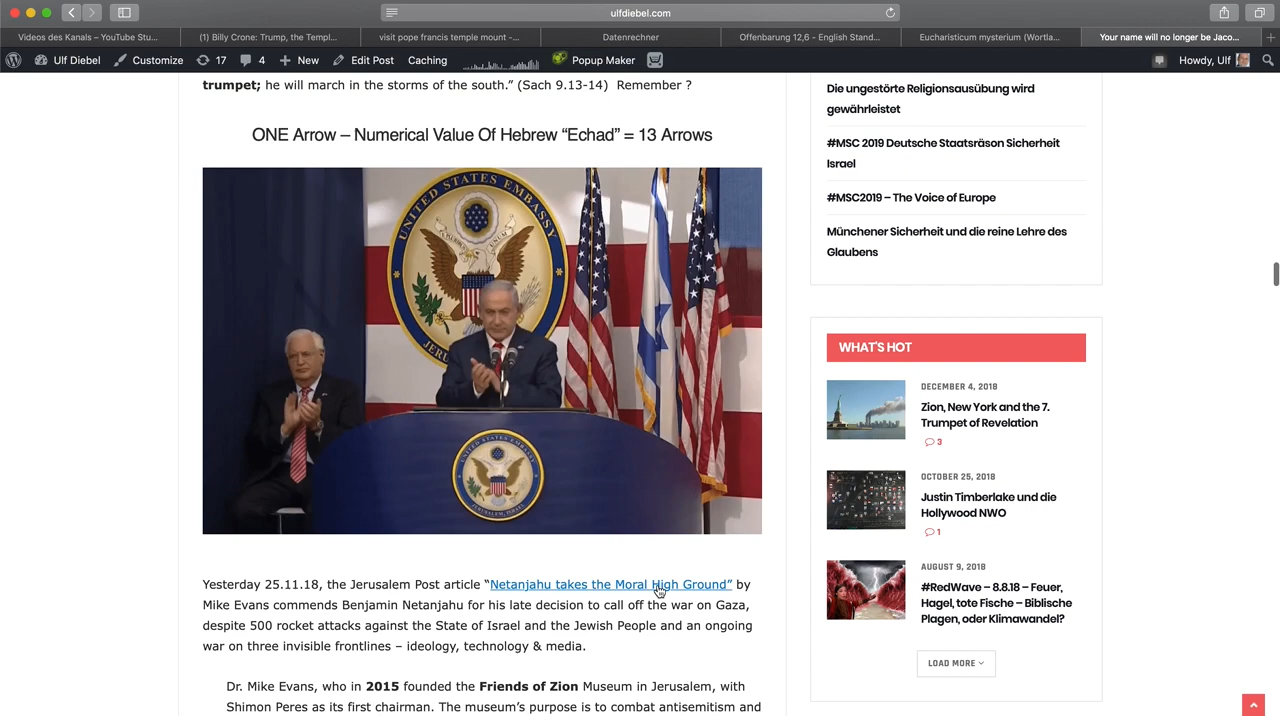 ulfdiebel.com
Videos des Kanals – YouTube Stu...
(1) Billy Crone: Trump, the Templ...
visit pope francis temple mount -...
Datenrechner
Offenbarung 12,6 - English Stand...
Eucharisticum mysterium (Wortla...
Your name will no longer be Jaco...
Ulf Diebel
Customize
17
4
New
Edit Post
Caching
Popup Maker
Howdy, Ulf
trumpet; he will march in the storms of the south.” (Sach 9.13-14) Remember ?
ONE Arrow – Numerical Value Of Hebrew “Echad” = 13 Arrows
UNITED STATES EMBASSY
Yesterday 25.11.18, the Jerusalem Post article “Netanjahu takes the Moral High Ground” by
Mike Evans commends Benjamin Netanjahu for his late decision to call off the war on Gaza,
despite 500 rocket attacks against the State of Israel and the Jewish People and an ongoing
war on three invisible frontlines – ideology, technology & media.
Dr. Mike Evans, who in 2015 founded the Friends of Zion Museum in Jerusalem, with
Shimon Peres as its first chairman. The museum’s purpose is to combat antisemitism and
Die ungestörte Religionsausübung wird
gewährleistet
#MSC 2019 Deutsche Staatsräson Sicherheit
Israel
#MSC2019 – The Voice of Europe
Münchener Sicherheit und die reine Lehre des
Glaubens
WHAT'S HOT
DECEMBER 4, 2018
Zion, New York and the 7.
Trumpet of Revelation
3
OCTOBER 25, 2018
Justin Timberlake und die
Hollywood NWO
1
AUGUST 9, 2018
#RedWave – 8.8.18 – Feuer,
Hagel, tote Fische – Biblische
Plagen, oder Klimawandel?
LOAD MORE